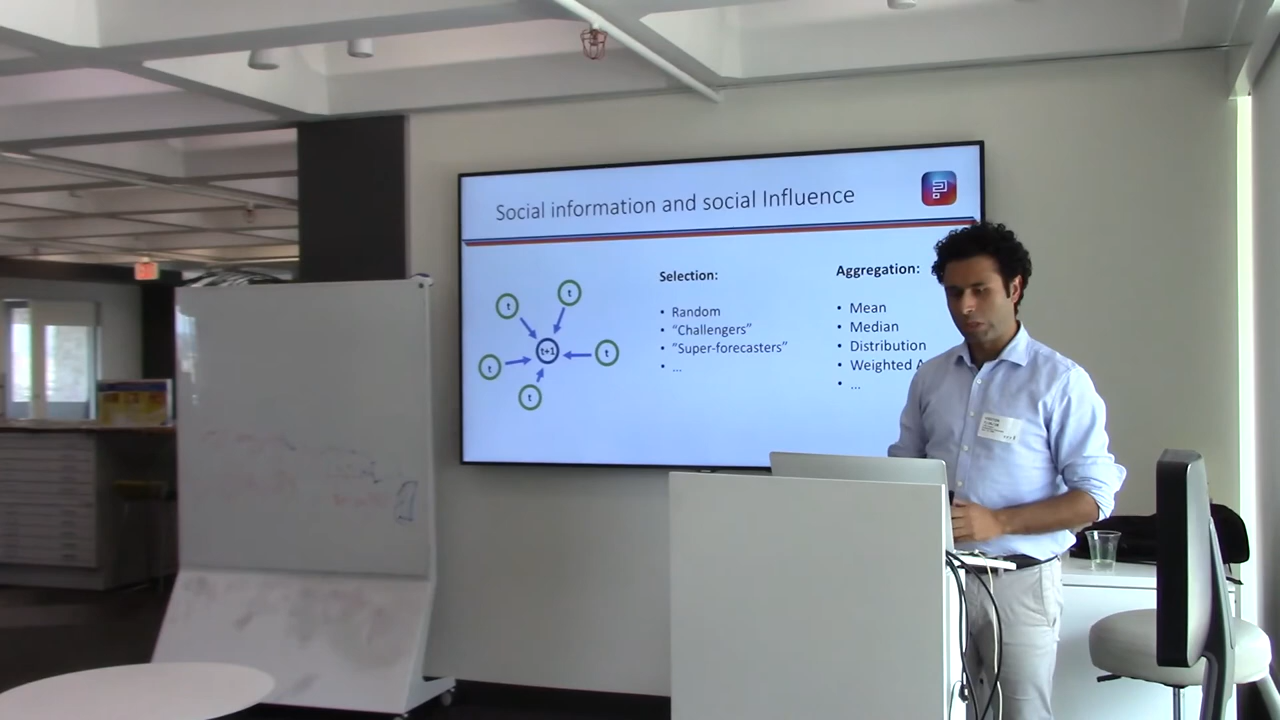 Social information and social Influence
Selection:
• Random
• “Challengers”
• ”Super-forecasters”
• ...
Aggregation:
• Mean
• Median
• Distribution
• Weighted
• ...
t
t
t
t+1
t
t